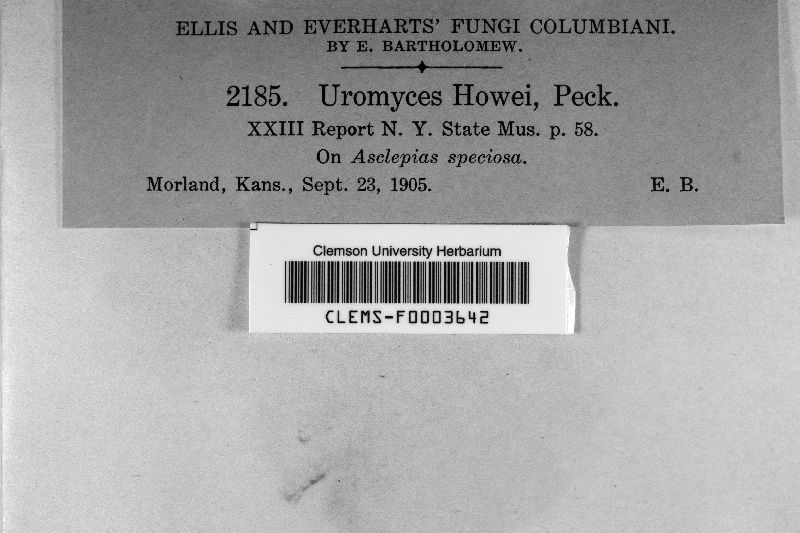 ELLIS AND EVERHARTS' FUNGI COLUMBIANI.
BY E. BARTHOLOMEW.
2185. Uromyces Howei, Peck.
XXIII Report N. Y. State Mus. p. 58.
On Asclepias speciosa.
Morland, Kans., Sept. 23, 1905. E. B.
Clemson University Herbarium
CLEMS-F0003642